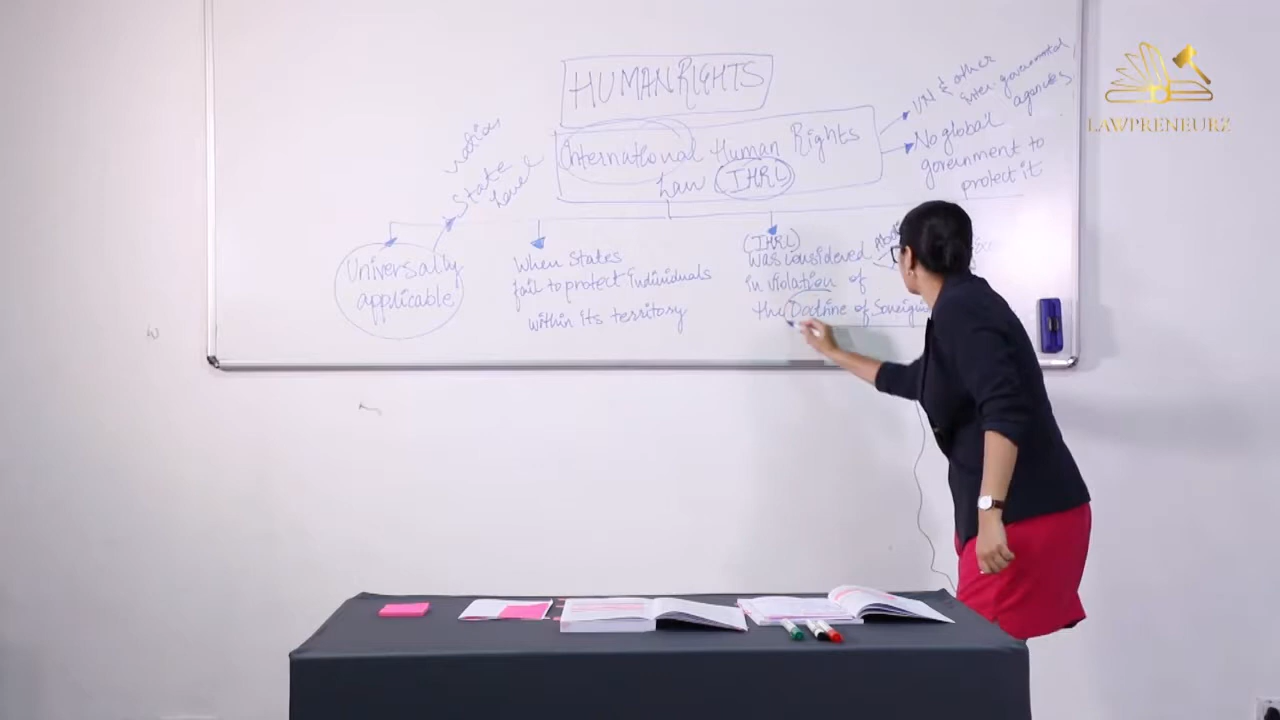 HUMAN RIGHTS
International Human Rights
Law (IHRL)
UN & other
inter-governmental
agencies
No global
government to
protect it
nation
State
level
Universally
applicable
When States
fail to protect individuals
within its territory
(IHRL)
was considered
in violation of
the Doctrine of
LAWPRENEURZ